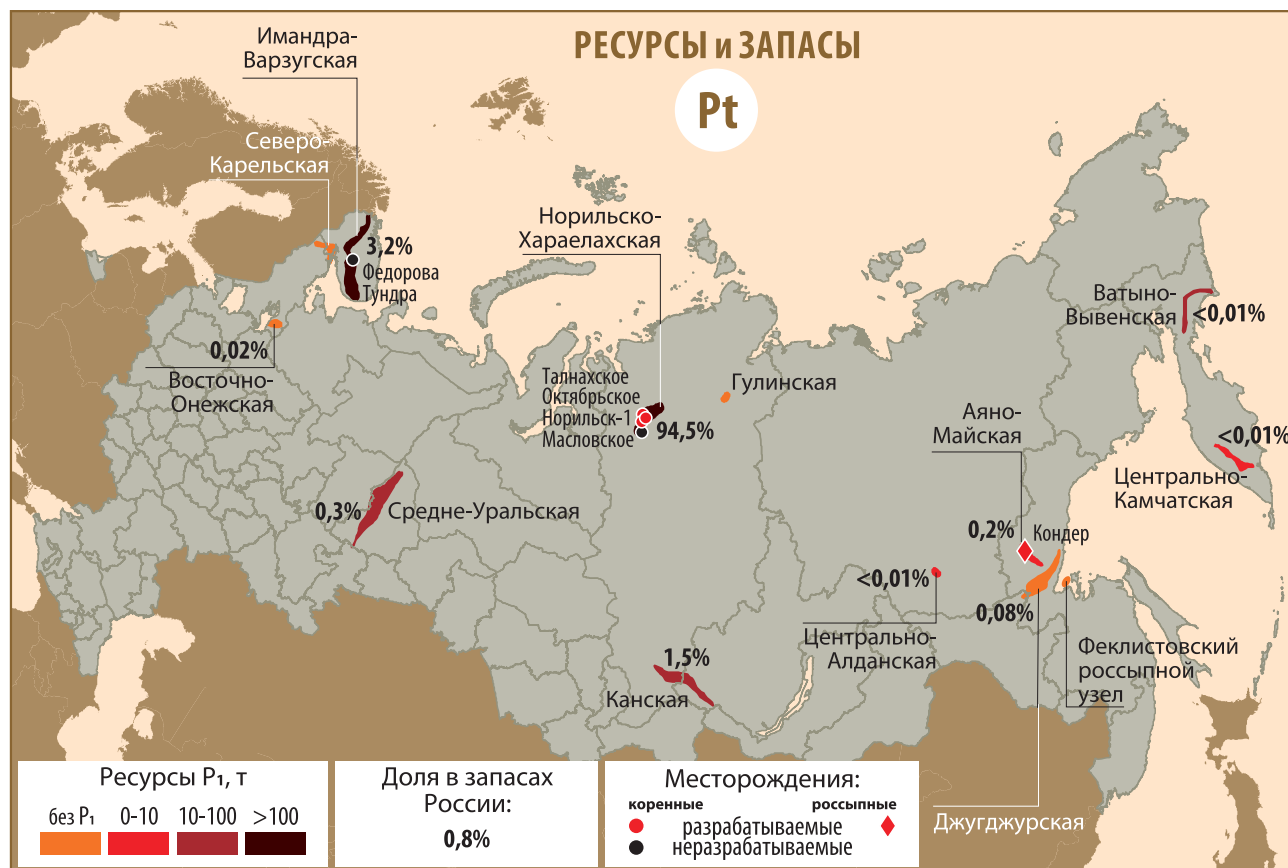 РЕСУРСЫ и ЗАПАСЫ
Pt
Имандра-
Варзугская
Северо-
Карельская
3,2%
Федорова
Тундра
Норильско-
Хараелахская
0,02%
Восточно-
Онежская
Талнахское
Октябрьское
Норильск-1
Масловское
94,5%
Гулинская
Ватыно-
Вывенская
<0,01%
Аяно-
Майская
<0,01%
Центрально-
Камчатская
0,3%
Средне-Уральская
0,2%
Кондер
<0,01%
Центрально-
Алданская
0,08%
Феклистовский
россыпной
узел
1,5%
Канская
Джугджурская
Ресурсы P₁, т
без P₁ 0-10 10-100 >100
Доля в запасах
России:
0,8%
Месторождения:
коренные россыпные
разрабатываемые
неразрабатываемые